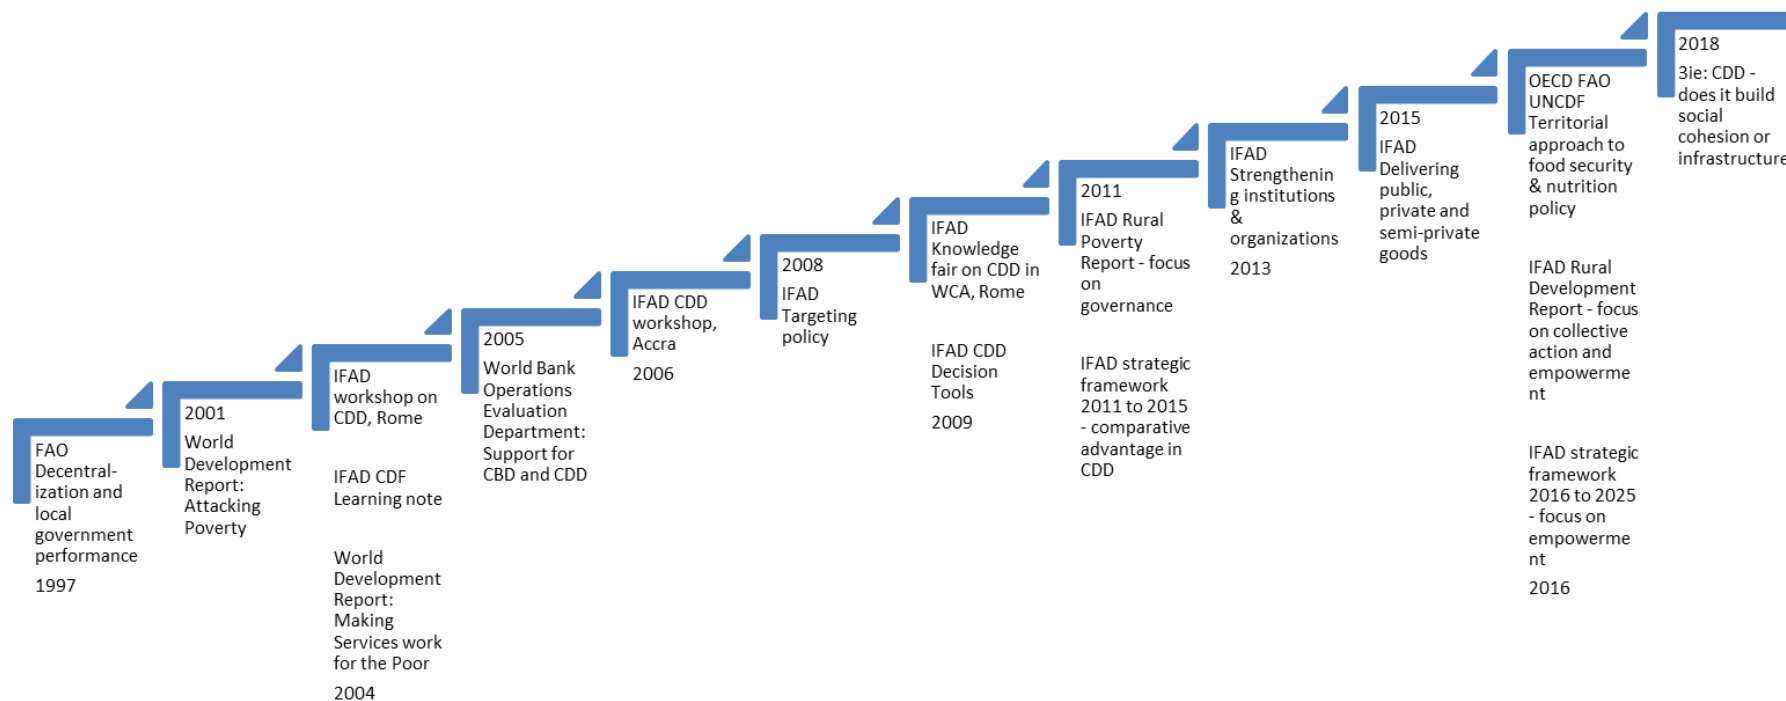 FAO
Decentral-
ization and
local
government
performance
1997
2001
World
Development
Report:
Attacking
Poverty
IFAD
workshop on
CDD, Rome
IFAD CDF
Learning note
World
Development
Report:
Making
Services work
for the Poor
2004
2005
World Bank
Operations
Evaluation
Department:
Support for
CBD and CDD
IFAD CDD
workshop,
Accra
2006
2008
IFAD
Targeting
policy
IFAD
Knowledge
fair on CDD in
WCA, Rome
IFAD CDD
Decision
Tools
2009
2011
IFAD Rural
Poverty
Report - focus
on
governance
IFAD strategic
framework
2011 to 2015
- comparative
advantage in
CDD
IFAD
Strengthenin
g institutions
&
organizations
2013
2015
IFAD
Delivering
public,
private and
semi-private
goods
OECD FAO
UNCDF
Territorial
approach to
food security
& nutrition
policy
IFAD Rural
Development
Report - focus
on collective
action and
empowerme
nt
IFAD strategic
framework
2016 to 2025
- focus on
empowerme
nt
2016
2018
3ie: CDD -
does it build
social
cohesion or
infrastructure